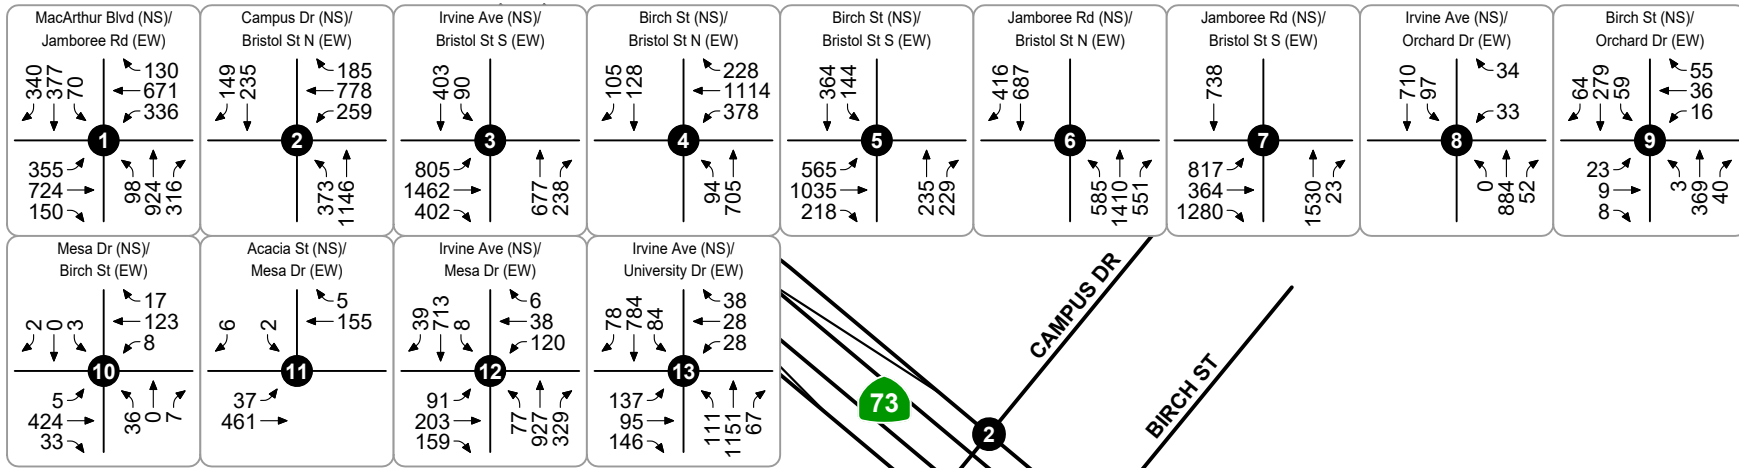 MacArthur Blvd (NS)/
Jamboree Rd (EW)
340 377 70
130
671
336
1
355
724
150
98 924 316
Campus Dr (NS)/
Bristol St N (EW)
149 235
185
778
259
2
373 1146
Irvine Ave (NS)/
Bristol St S (EW)
403 90
3
805
1462
402
677 238
Birch St (NS)/
Bristol St N (EW)
105 128
228
1114
378
4
94 705
Birch St (NS)/
Bristol St S (EW)
364 144
5
565
1035
218
235 229
Jamboree Rd (NS)/
Bristol St N (EW)
416 687
6
585 1410 551
Jamboree Rd (NS)/
Bristol St S (EW)
738
7
817
364
1280
1530 23
Irvine Ave (NS)/
Orchard Dr (EW)
710 97
34
33
8
0 884 52
Birch St (NS)/
Orchard Dr (EW)
64 279 59
55
36
16
9
23
9
8
3 369 40
Mesa Dr (NS)/
Birch St (EW)
2 0 3
17
123
8
10
5
424
33
36 0 7
Acacia St (NS)/
Mesa Dr (EW)
6 2
5
155
11
37
461
Irvine Ave (NS)/
Mesa Dr (EW)
39 713 8
6
38
120
12
91
203
159
77 927 329
Irvine Ave (NS)/
University Dr (EW)
78 784 84
38
28
28
13
137
95
146
111 1151 67
CAMPUS DR
BIRCH ST
73
2